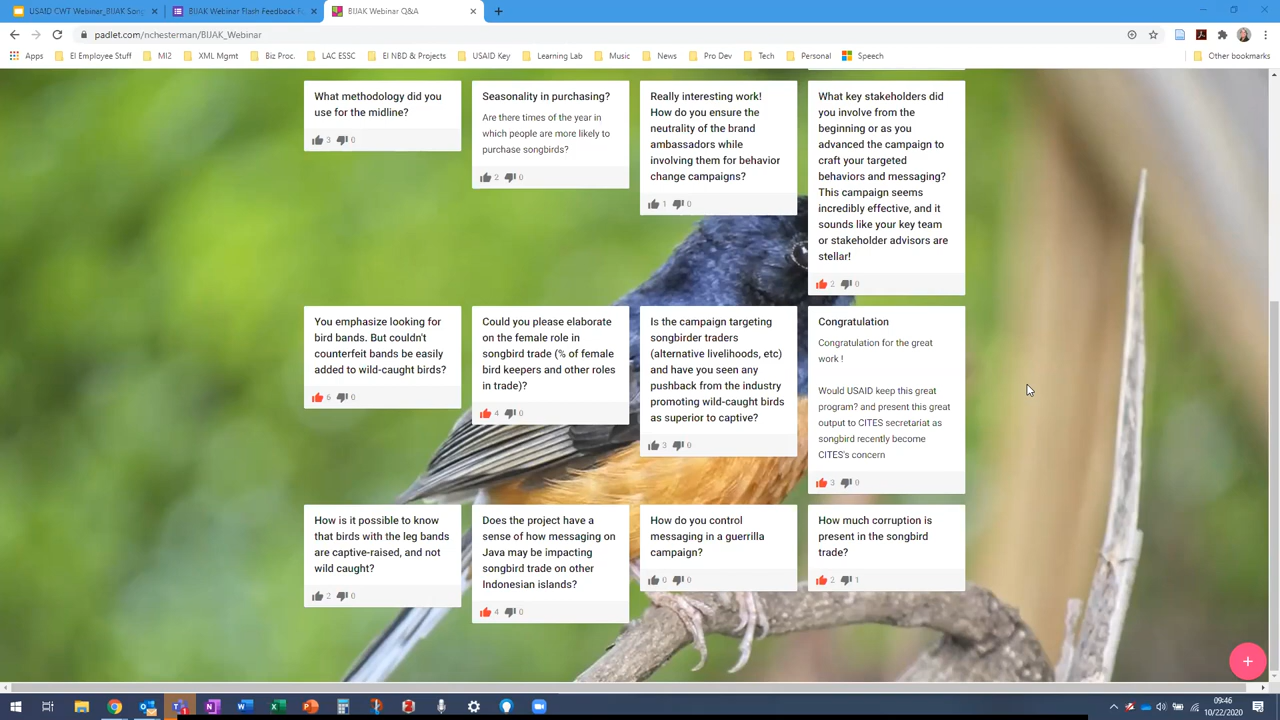 USAID CWT Webinar_BIJAK Song
BIJAK Webinar Flash Feedback Fo
BIJAK Webinar Q&A
padlet.com/nchesterman/BIJAK_Webinar
Apps
EI Employee Stuff
MI2
XML Mgmt
Biz Proc.
LAC ESSC
EI NBD & Projects
USAID Key
Learning Lab
Music
News
Pro Dev
Tech
Personal
Speech
Other bookmarks
What methodology did you
use for the midline?
3 0
Seasonality in purchasing?
Are there times of the year in
which people are more likely to
purchase songbirds?
2 0
Really interesting work!
How do you ensure the
neutrality of the brand
ambassadors while
involving them for behavior
change campaigns?
1 0
What key stakeholders did
you involve from the
beginning or as you
advanced the campaign to
craft your targeted
behaviors and messaging?
This campaign seems
incredibly effective, and it
sounds like your key team
or stakeholder advisors are
stellar!
2 0
You emphasize looking for
bird bands. But couldn't
counterfeit bands be easily
added to wild-caught birds?
6 0
Could you please elaborate
on the female role in
songbird trade (% of female
bird keepers and other roles
in trade)?
4 0
Is the campaign targeting
songbirder traders
(alternative livelihoods, etc)
and have you seen any
pushback from the industry
promoting wild-caught birds
as superior to captive?
3 0
Congratulation
Congratulation for the great
work !
Would USAID keep this great
program? and present this great
output to CITES secretariat as
songbird recently become
CITES's concern
3 0
How is it possible to know
that birds with the leg bands
are captive-raised, and not
wild caught?
2 0
Does the project have a
sense of how messaging on
Java may be impacting
songbird trade on other
Indonesian islands?
4 0
How do you control
messaging in a guerrilla
campaign?
0 0
How much corruption is
present in the songbird
trade?
2 1
09:46
10/22/2020